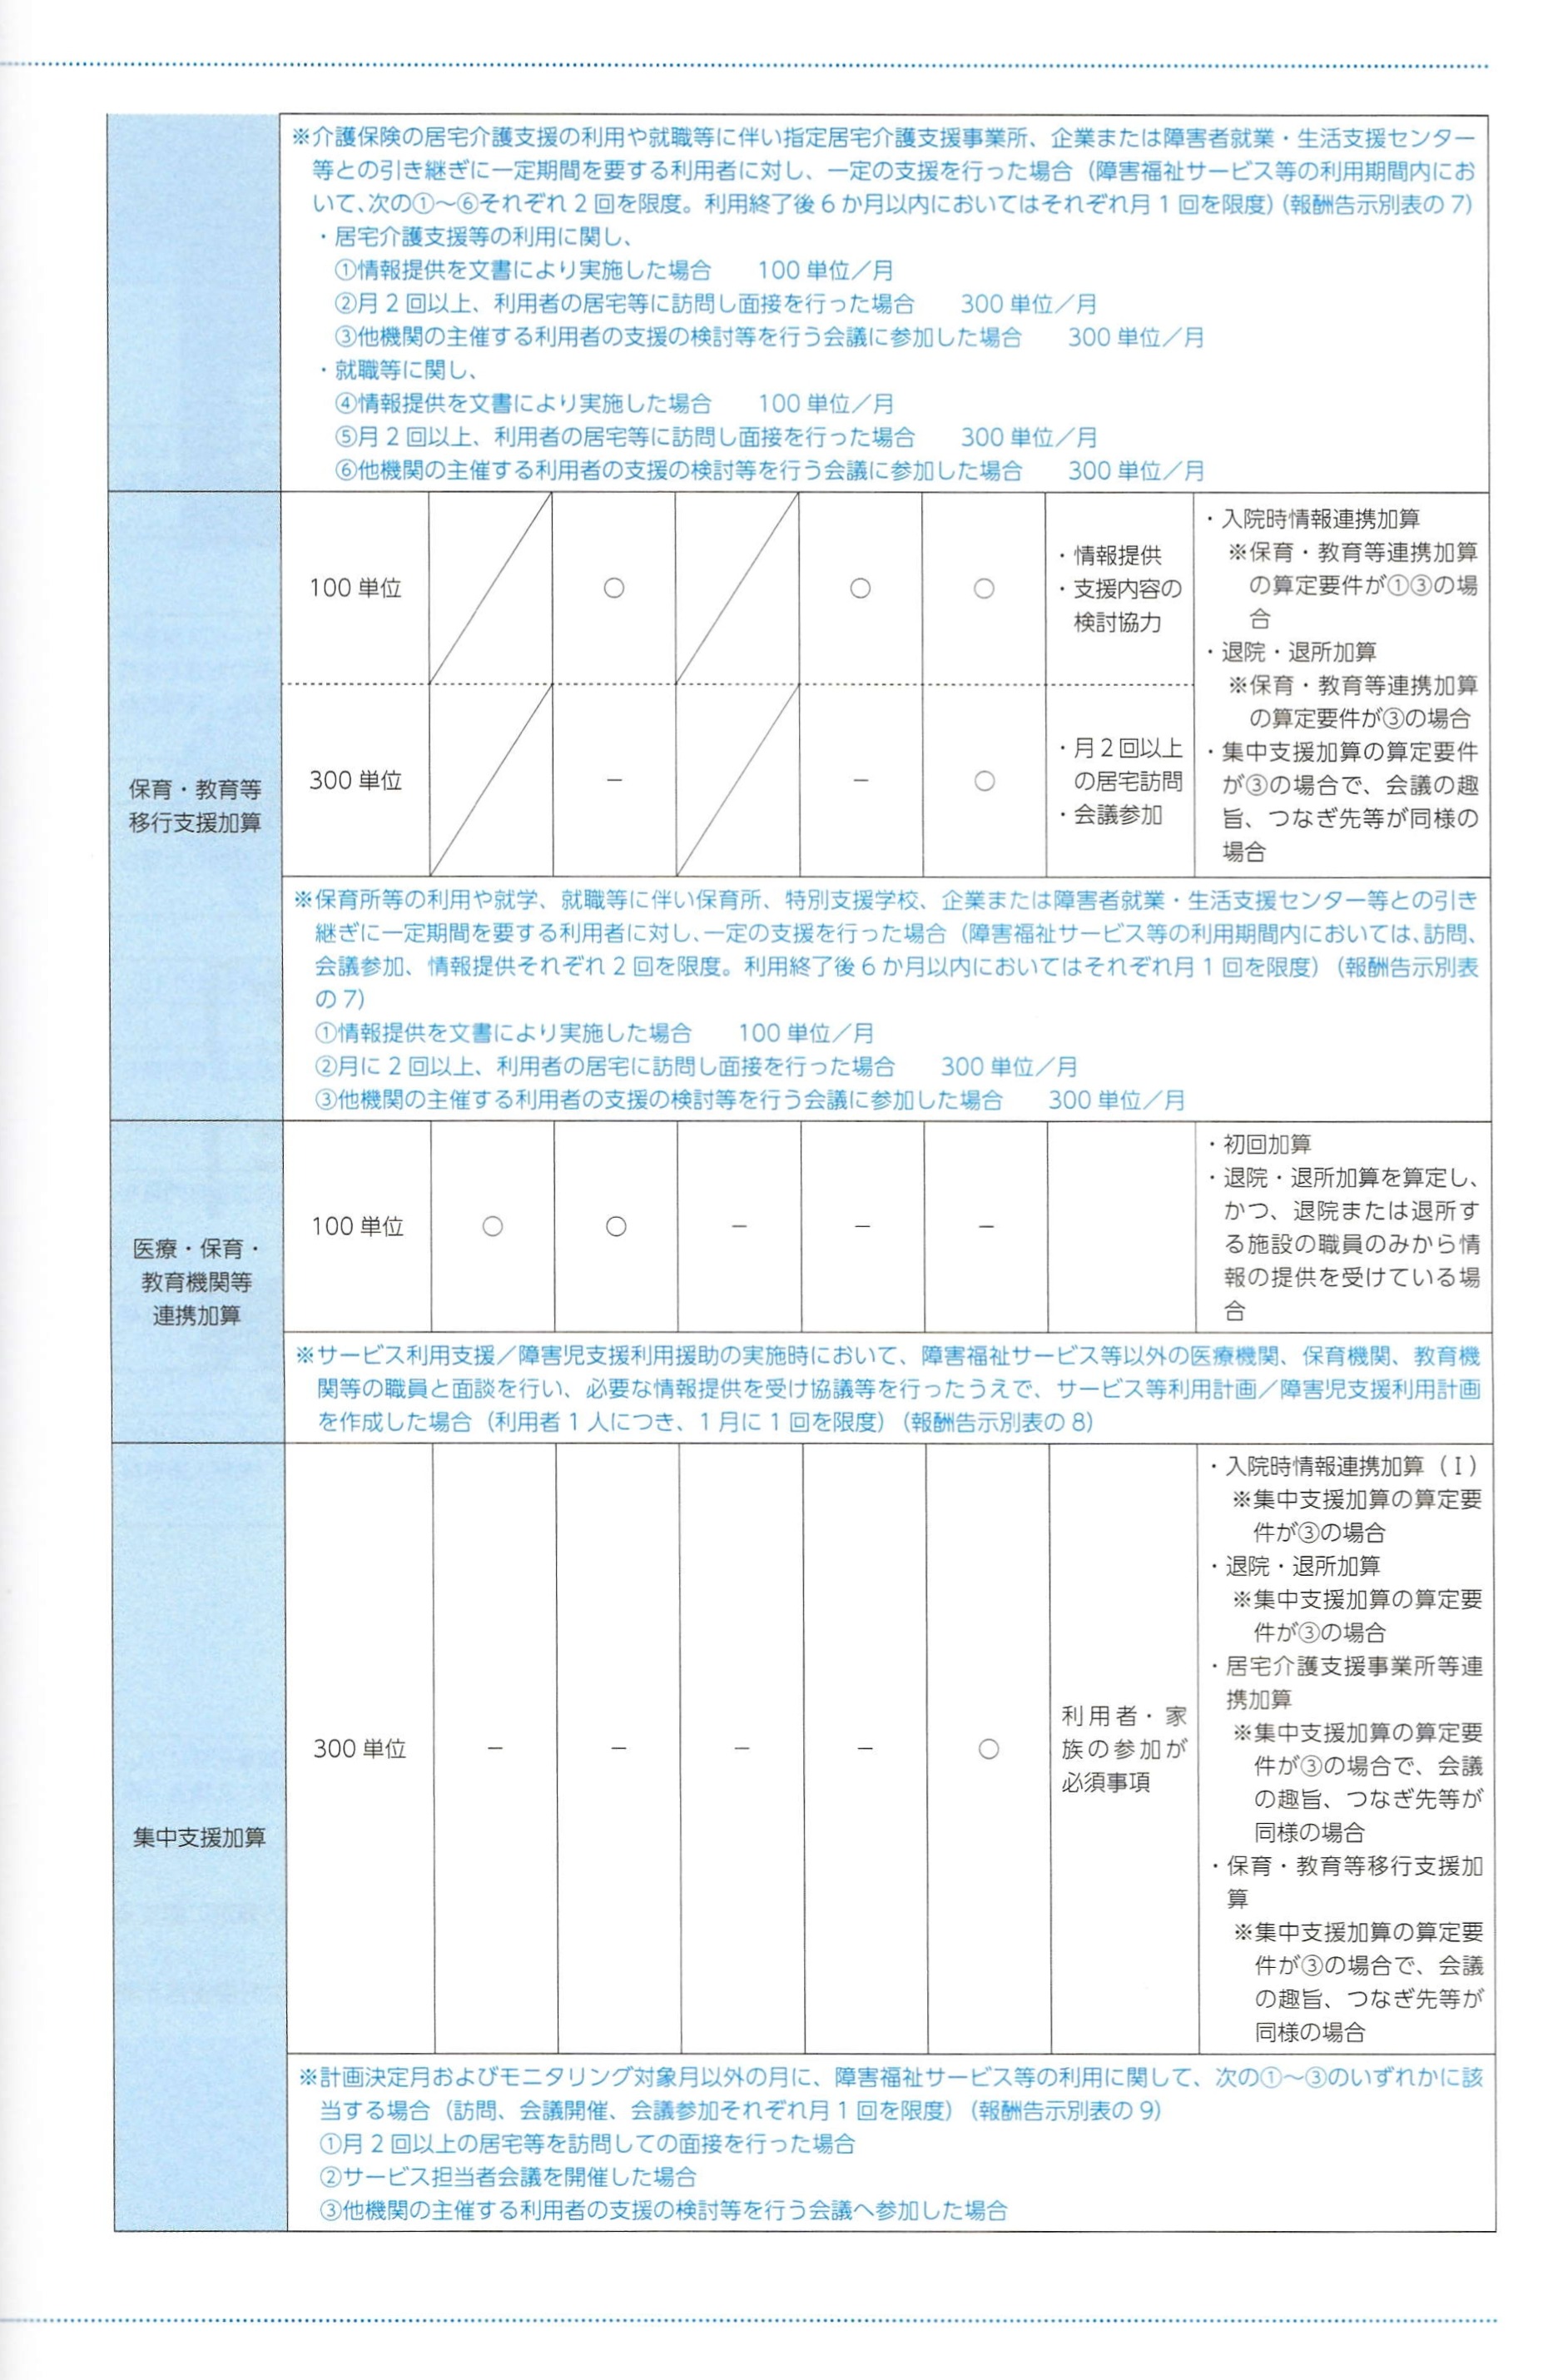 ※介護保険の居宅介護支援の利用や就職等に伴い指定居宅介護支援事業所、企業または障害者就業・生活支援センター
等との引き継ぎに一定期間を要する利用者に対し、一定の支援を行った場合（障害福祉サービス等の利用期間内にお
いて、次の①～⑥それぞれ2回を限度。利用終了後6か月以内においてはそれぞれ月1回を限度）（報酬告示別表の7）
・居宅介護支援等の利用に関し、
①情報提供を文書により実施した場合　　100単位／月
②月2回以上、利用者の居宅等に訪問し面接を行った場合　　300単位／月
③他機関の主催する利用者の支援の検討等を行う会議に参加した場合　　300単位／月
・就職等に関し、
④情報提供を文書により実施した場合　　100単位／月
⑤月2回以上、利用者の居宅等に訪問し面接を行った場合　　300単位／月
⑥他機関の主催する利用者の支援の検討等を行う会議に参加した場合　　300単位／月
保育・教育等
移行支援加算
100単位
○
○
○
・情報提供
・支援内容の
検討協力
300単位
－
－
○
・月2回以上
の居宅訪問
・会議参加
・入院時情報連携加算
※保育・教育等連携加算
の算定要件が①③の場
合
・退院・退所加算
※保育・教育等連携加算
の算定要件が③の場合
・集中支援加算の算定要件
が③の場合で、会議の趣
旨、つなぎ先等が同様の
場合
※保育所等の利用や就学、就職等に伴い保育所、特別支援学校、企業または障害者就業・生活支援センター等との引き
継ぎに一定期間を要する利用者に対し、一定の支援を行った場合（障害福祉サービス等の利用期間内においては、訪問、
会議参加、情報提供それぞれ2回を限度。利用終了後6か月以内においてはそれぞれ月1回を限度）（報酬告示別表
の7）
①情報提供を文書により実施した場合　　100単位／月
②月に2回以上、利用者の居宅に訪問し面接を行った場合　　300単位／月
③他機関の主催する利用者の支援の検討等を行う会議に参加した場合　　300単位／月
医療・保育・
教育機関等
連携加算
100単位
○
○
－
－
－
・初回加算
・退院・退所加算を算定し、
かつ、退院または退所す
る施設の職員のみから情
報の提供を受けている場
合
※サービス利用支援／障害児支援利用援助の実施時において、障害福祉サービス等以外の医療機関、保育機関、教育機
関等の職員と面談を行い、必要な情報提供を受け協議等を行ったうえで、サービス等利用計画／障害児支援利用計画
を作成した場合（利用者1人につき、1月に1回を限度）（報酬告示別表の8）
集中支援加算
300単位
－
－
－
－
○
利用者・家
族の参加が
必須事項
・入院時情報連携加算（Ⅰ）
※集中支援加算の算定要
件が③の場合
・退院・退所加算
※集中支援加算の算定要
件が③の場合
・居宅介護支援事業所等連
携加算
※集中支援加算の算定要
件が③の場合で、会議
の趣旨、つなぎ先等が
同様の場合
・保育・教育等移行支援加
算
※集中支援加算の算定要
件が③の場合で、会議
の趣旨、つなぎ先等が
同様の場合
※計画決定月およびモニタリング対象月以外の月に、障害福祉サービス等の利用に関して、次の①～③のいずれかに該
当する場合（訪問、会議開催、会議参加それぞれ月1回を限度）（報酬告示別表の9）
①月2回以上の居宅等を訪問しての面接を行った場合
②サービス担当者会議を開催した場合
③他機関の主催する利用者の支援の検討等を行う会議へ参加した場合